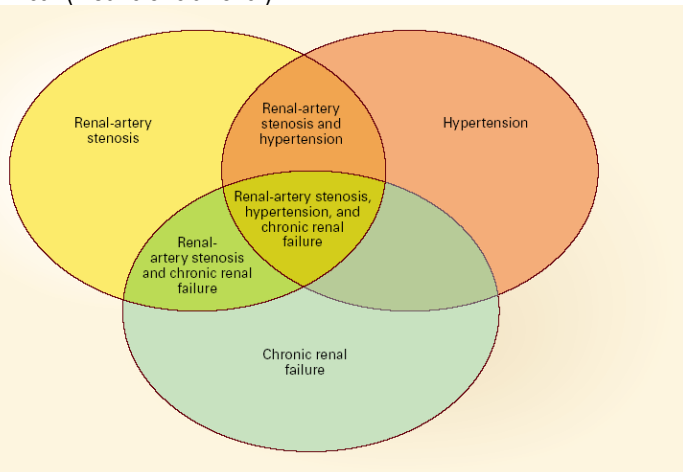 Renal-artery
stenosis
Renal-artery
stenosis and
hypertension
Hypertension
Renal-artery stenosis,
hypertension, and
chronic renal
failure
Renal-
artery stenosis
and chronic renal
failure
Chronic renal
failure